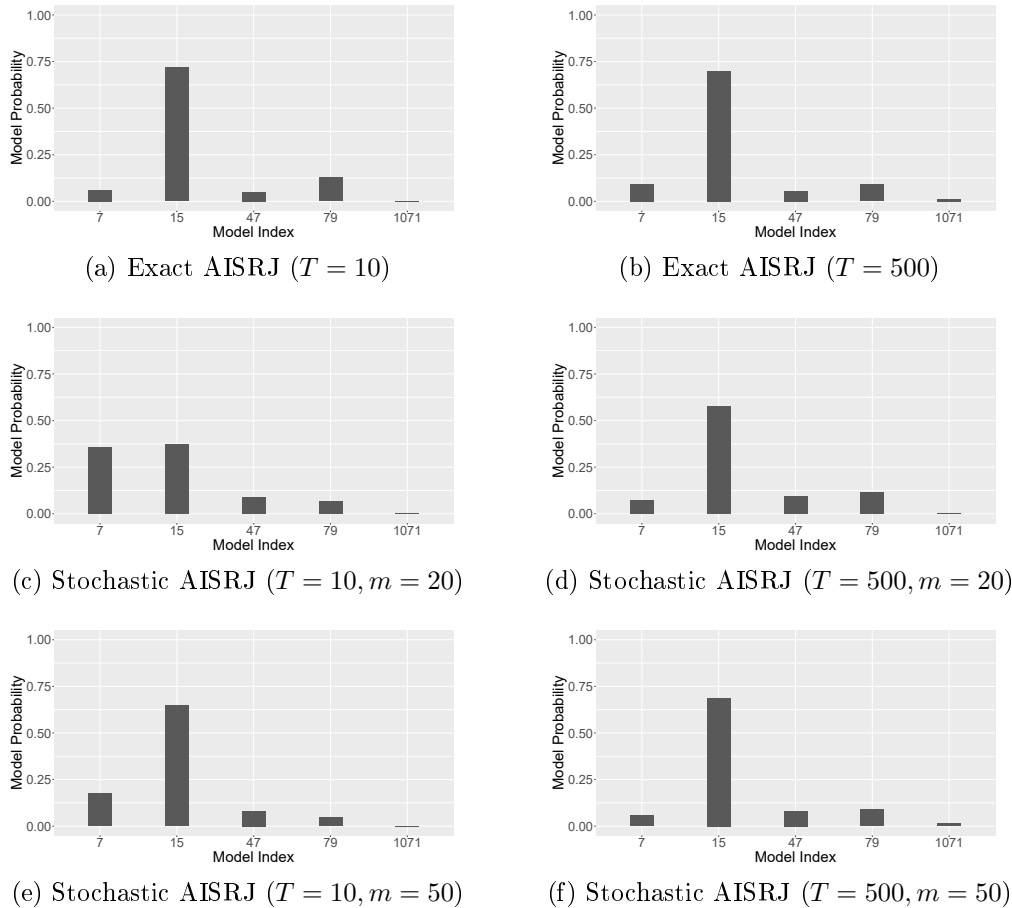 1.00 1.00
0.75 0.75
0.50 0.50
0.25 0.25
0.00 0.00
Model Probability Model Probability
7 15 47 79 1071 7 15 47 79 1071
Model Index Model Index
(a) Exact AISRJ (T = 10) (b) Exact AISRJ (T = 500)
1.00 1.00
0.75 0.75
0.50 0.50
0.25 0.25
0.00 0.00
Model Probability Model Probability
7 15 47 79 1071 7 15 47 79 1071
Model Index Model Index
(c) Stochastic AISRJ (T = 10, m = 20) (d) Stochastic AISRJ (T = 500, m = 20)
1.00 1.00
0.75 0.75
0.50 0.50
0.25 0.25
0.00 0.00
Model Probability Model Probability
7 15 47 79 1071 7 15 47 79 1071
Model Index Model Index
(e) Stochastic AISRJ (T = 10, m = 50) (f) Stochastic AISRJ (T = 500, m = 50)